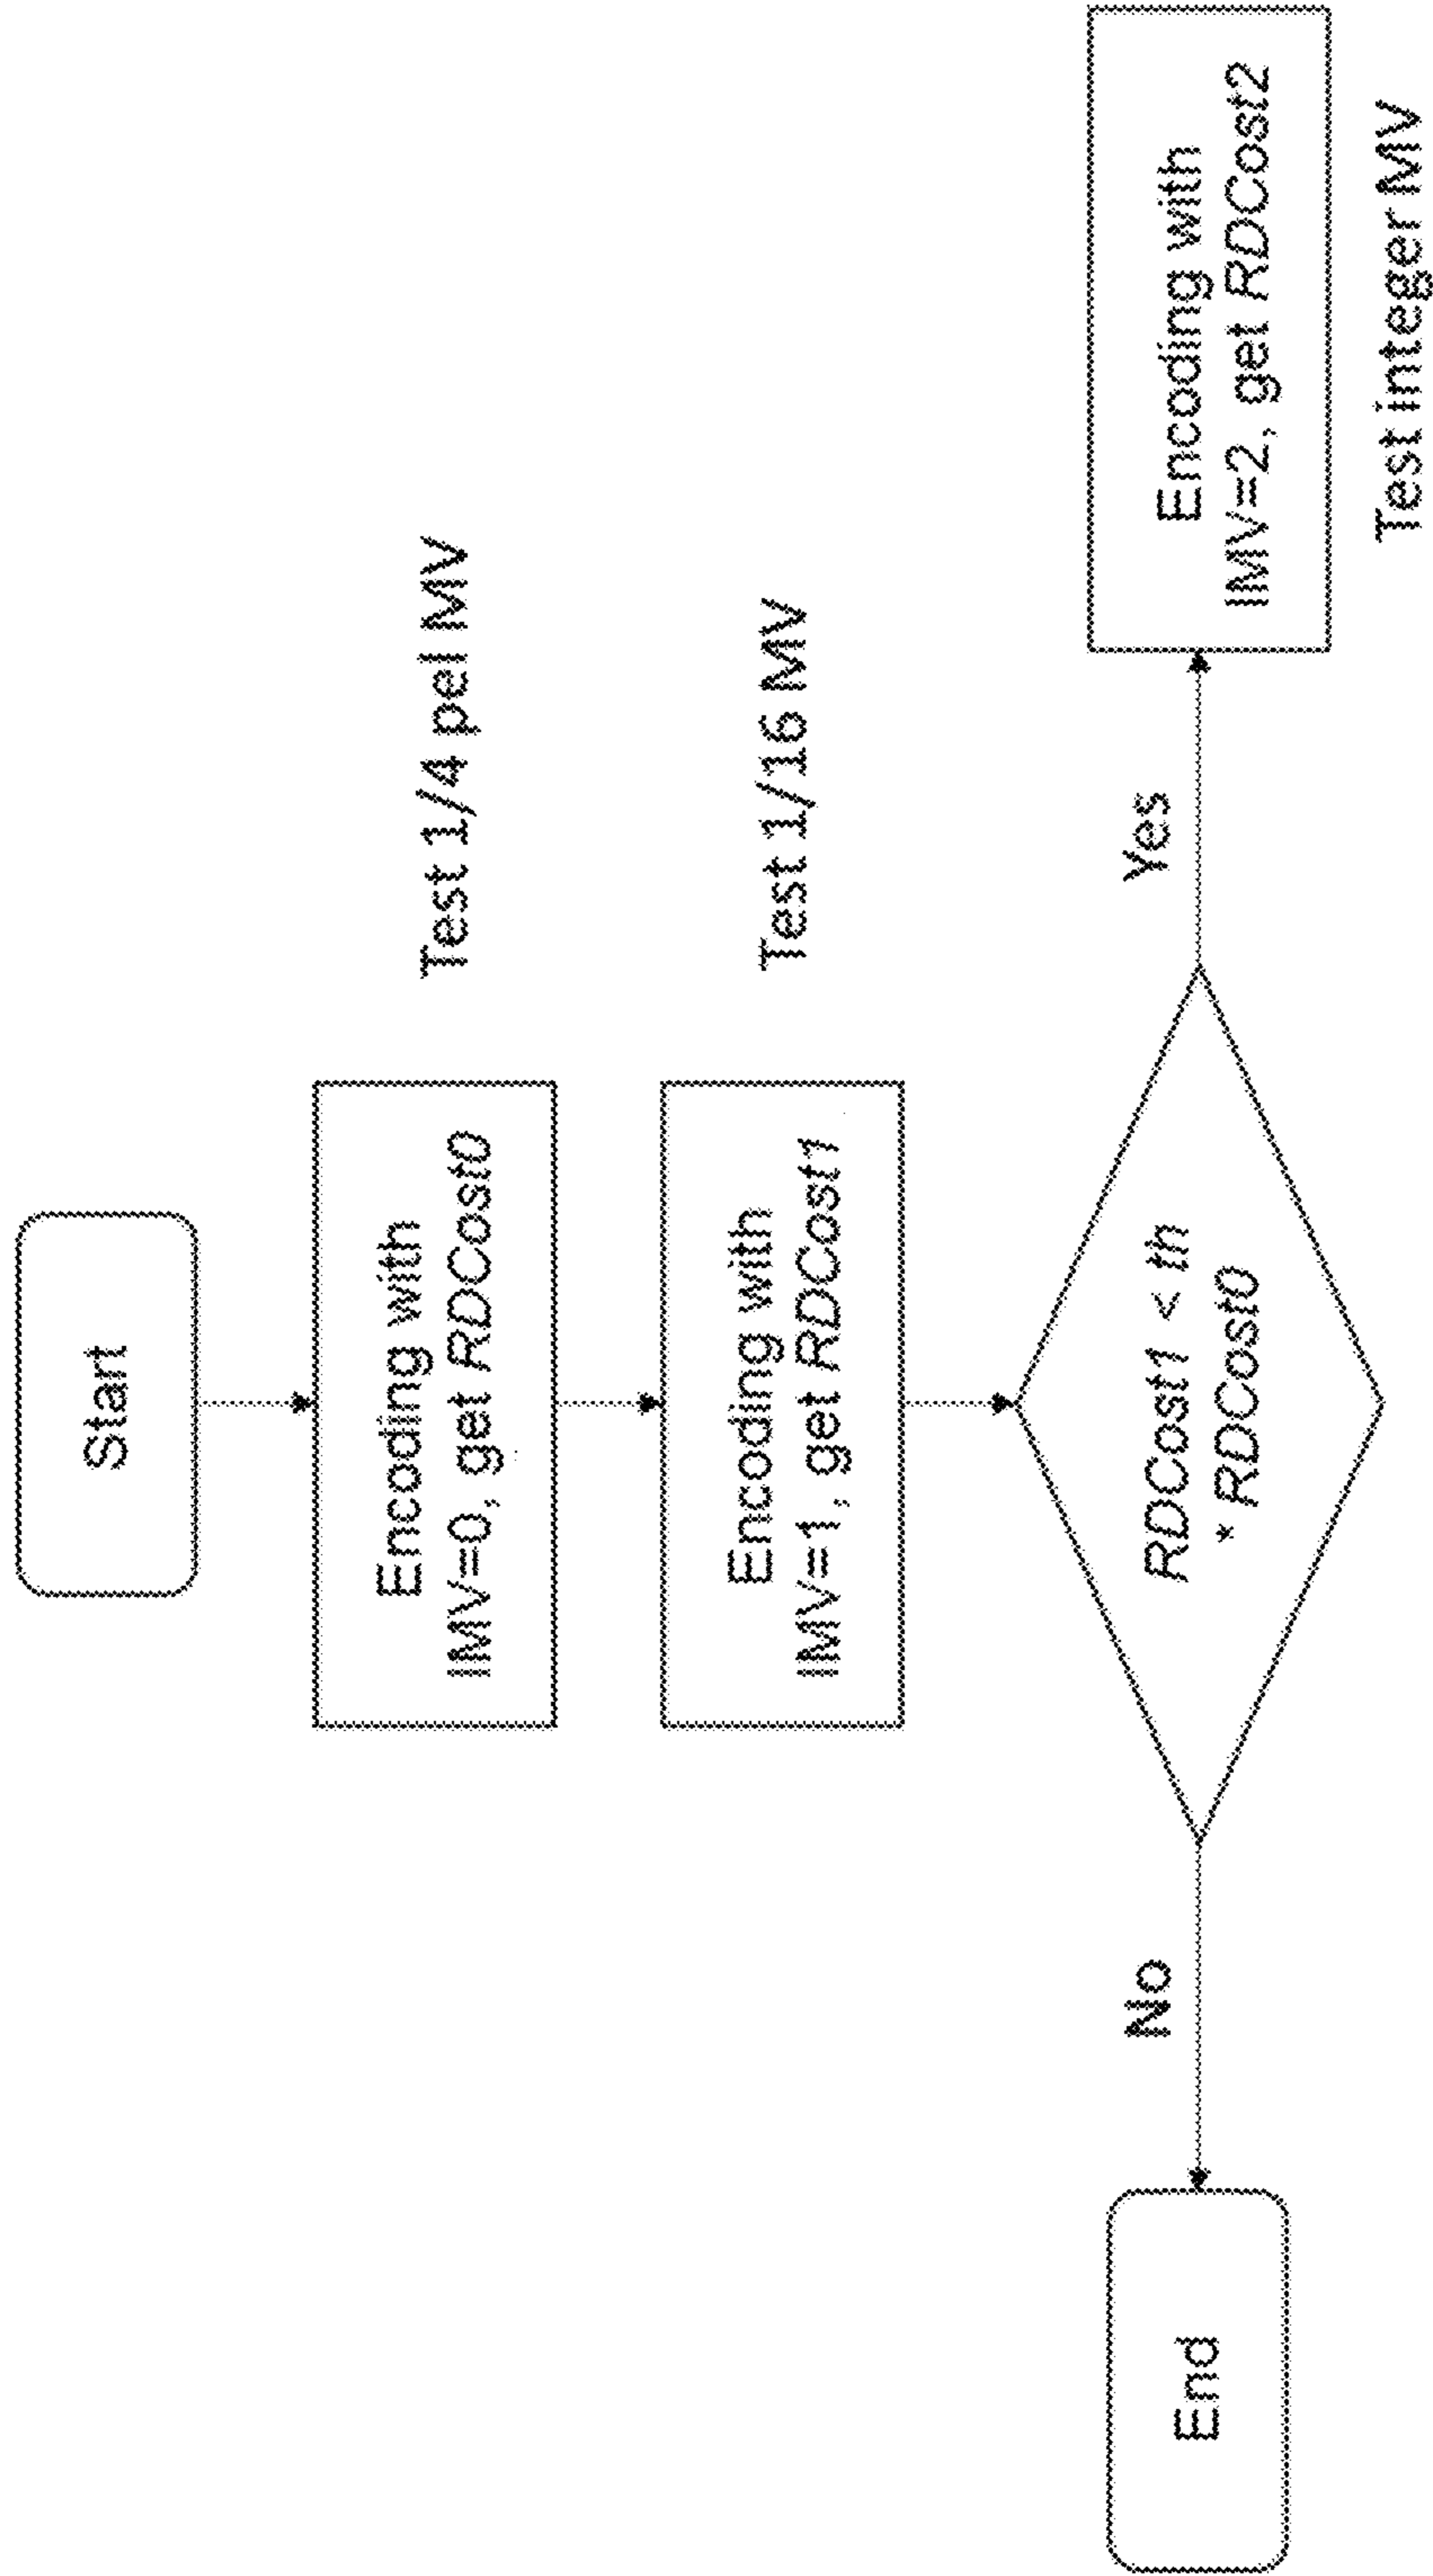 Start
Encoding with
IMV=0, get RDCost0
Test 1/4 pel MV
Encoding with
IMV=1, get RDCost1
Test 1/16 MV
RDCost1 < th
* RDCost0
No
Yes
End
Encoding with
IMV=2, get RDCost2
Test integer MV